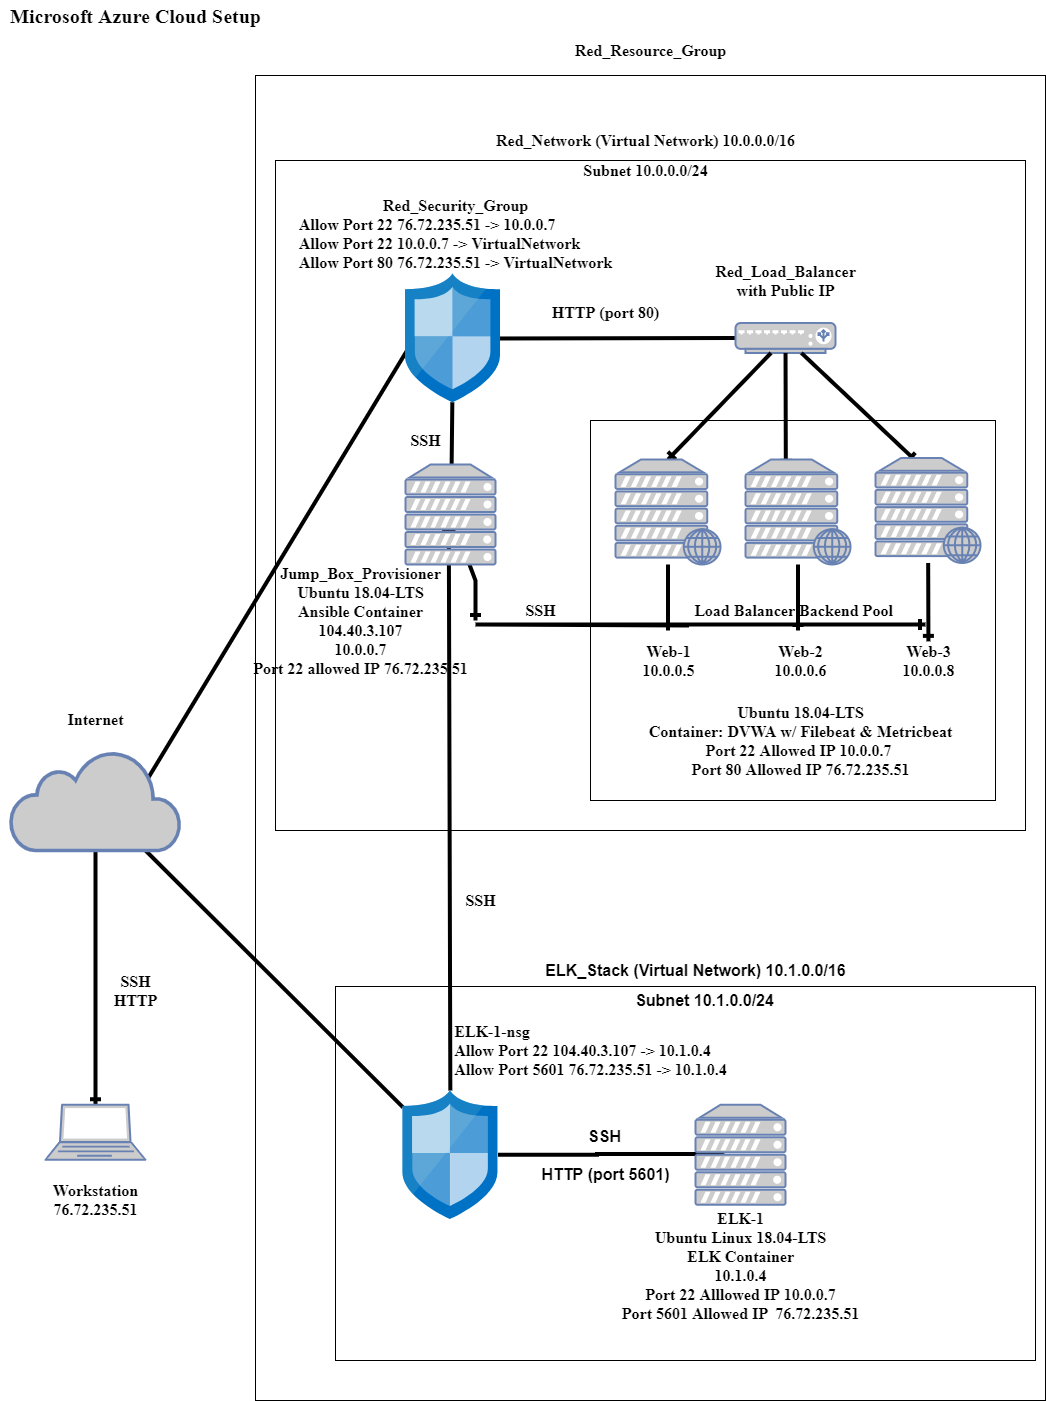 Microsoft Azure Cloud Setup
Red_Resource_Group
Red_Network (Virtual Network) 10.0.0.0/16
Subnet 10.0.0.0/24
Red_Security_Group
Allow Port 22 76.72.235.51 -> 10.0.0.7
Allow Port 22 10.0.0.7 -> VirtualNetwork
Allow Port 80 76.72.235.51 -> VirtualNetwork
Red_Load_Balancer
with Public IP
HTTP (port 80)
SSH
Jump_Box_Provisioner
Ubuntu 18.04-LTS
Ansible Container
104.40.3.107
10.0.0.7
Port 22 allowed IP 76.72.235.51
SSH
Load Balancer Backend Pool
Web-1
10.0.0.5
Web-2
10.0.0.6
Web-3
10.0.0.8
Ubuntu 18.04-LTS
Container: DVWA w/ Filebeat & Metricbeat
Port 22 Allowed IP 10.0.0.7
Port 80 Allowed IP 76.72.235.51
Internet
SSH
SSH
HTTP
ELK_Stack (Virtual Network) 10.1.0.0/16
Subnet 10.1.0.0/24
ELK-1-nsg
Allow Port 22 104.40.3.107 -> 10.1.0.4
Allow Port 5601 76.72.235.51 -> 10.1.0.4
SSH
HTTP (port 5601)
Workstation
76.72.235.51
ELK-1
Ubuntu Linux 18.04-LTS
ELK Container
10.1.0.4
Port 22 Alllowed IP 10.0.0.7
Port 5601 Allowed IP  76.72.235.51